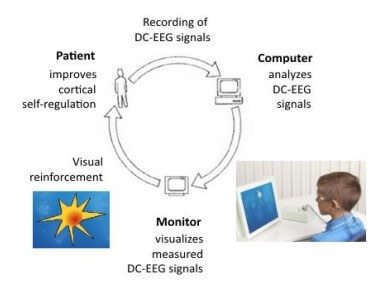 Recording of
DC-EEG signals
Patient
improves
cortical
self-regulation
Computer
analyzes
DC-EEG
signals
Visual
reinforcement
Monitor
visualizes
measured
DC-EEG signals